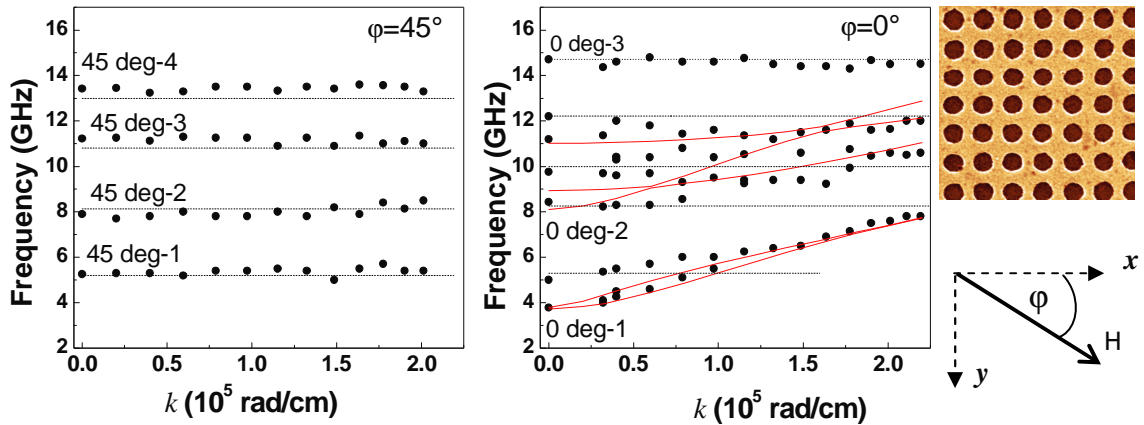 φ=45°
16
14
12
10
8
6
4
2
45 deg-4
45 deg-3
45 deg-2
45 deg-1
Frequency (GHz)
0.0
0.5
1.0
1.5
2.0
k (10⁵ rad/cm)
φ=0°
16
14
12
10
8
6
4
2
0 deg-3
0 deg-2
0 deg-1
Frequency (GHz)
0.0
0.5
1.0
1.5
2.0
k (10⁵ rad/cm)
x
φ
H
y